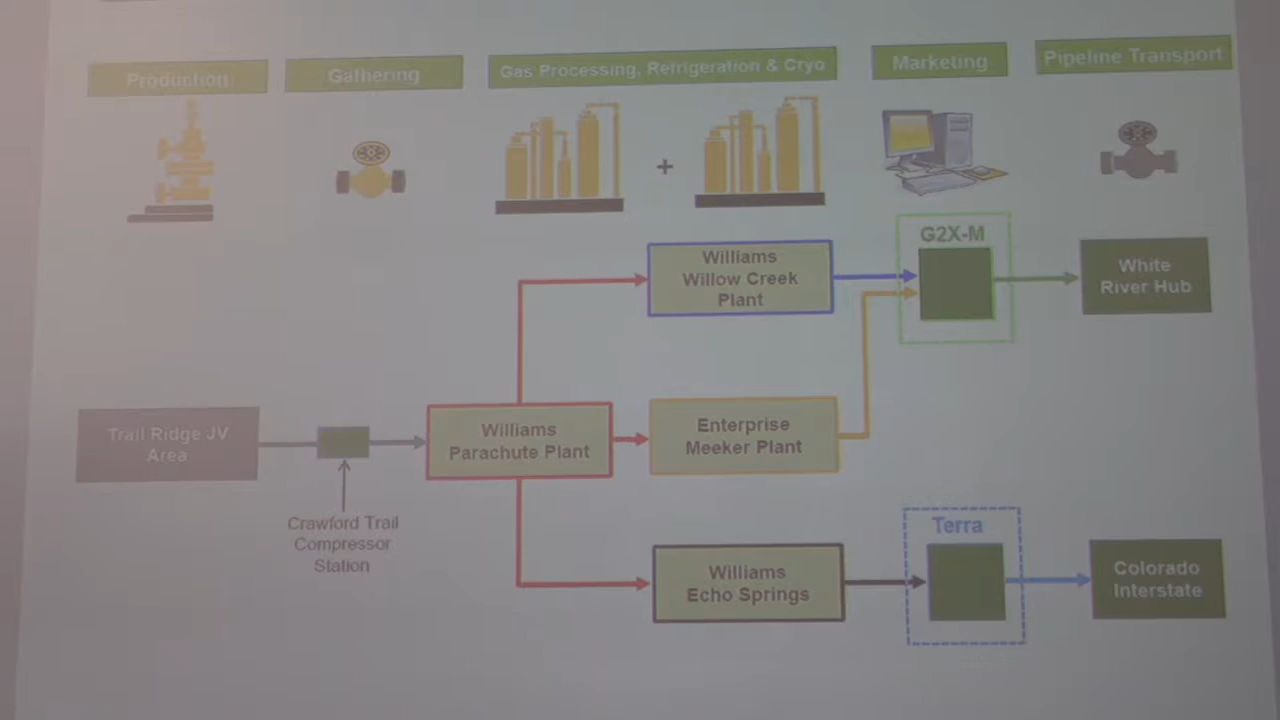 Production
Gathering
Gas Processing, Refrigeration & Cryo
Marketing
Pipeline Transport
+
G2X-M
Williams
Willow Creek
Plant
White
River Hub
Trail Ridge JV
Area
Williams
Parachute Plant
Enterprise
Meeker Plant
Crawford Trail
Compressor
Station
Terra
Williams
Echo Springs
Colorado
Interstate